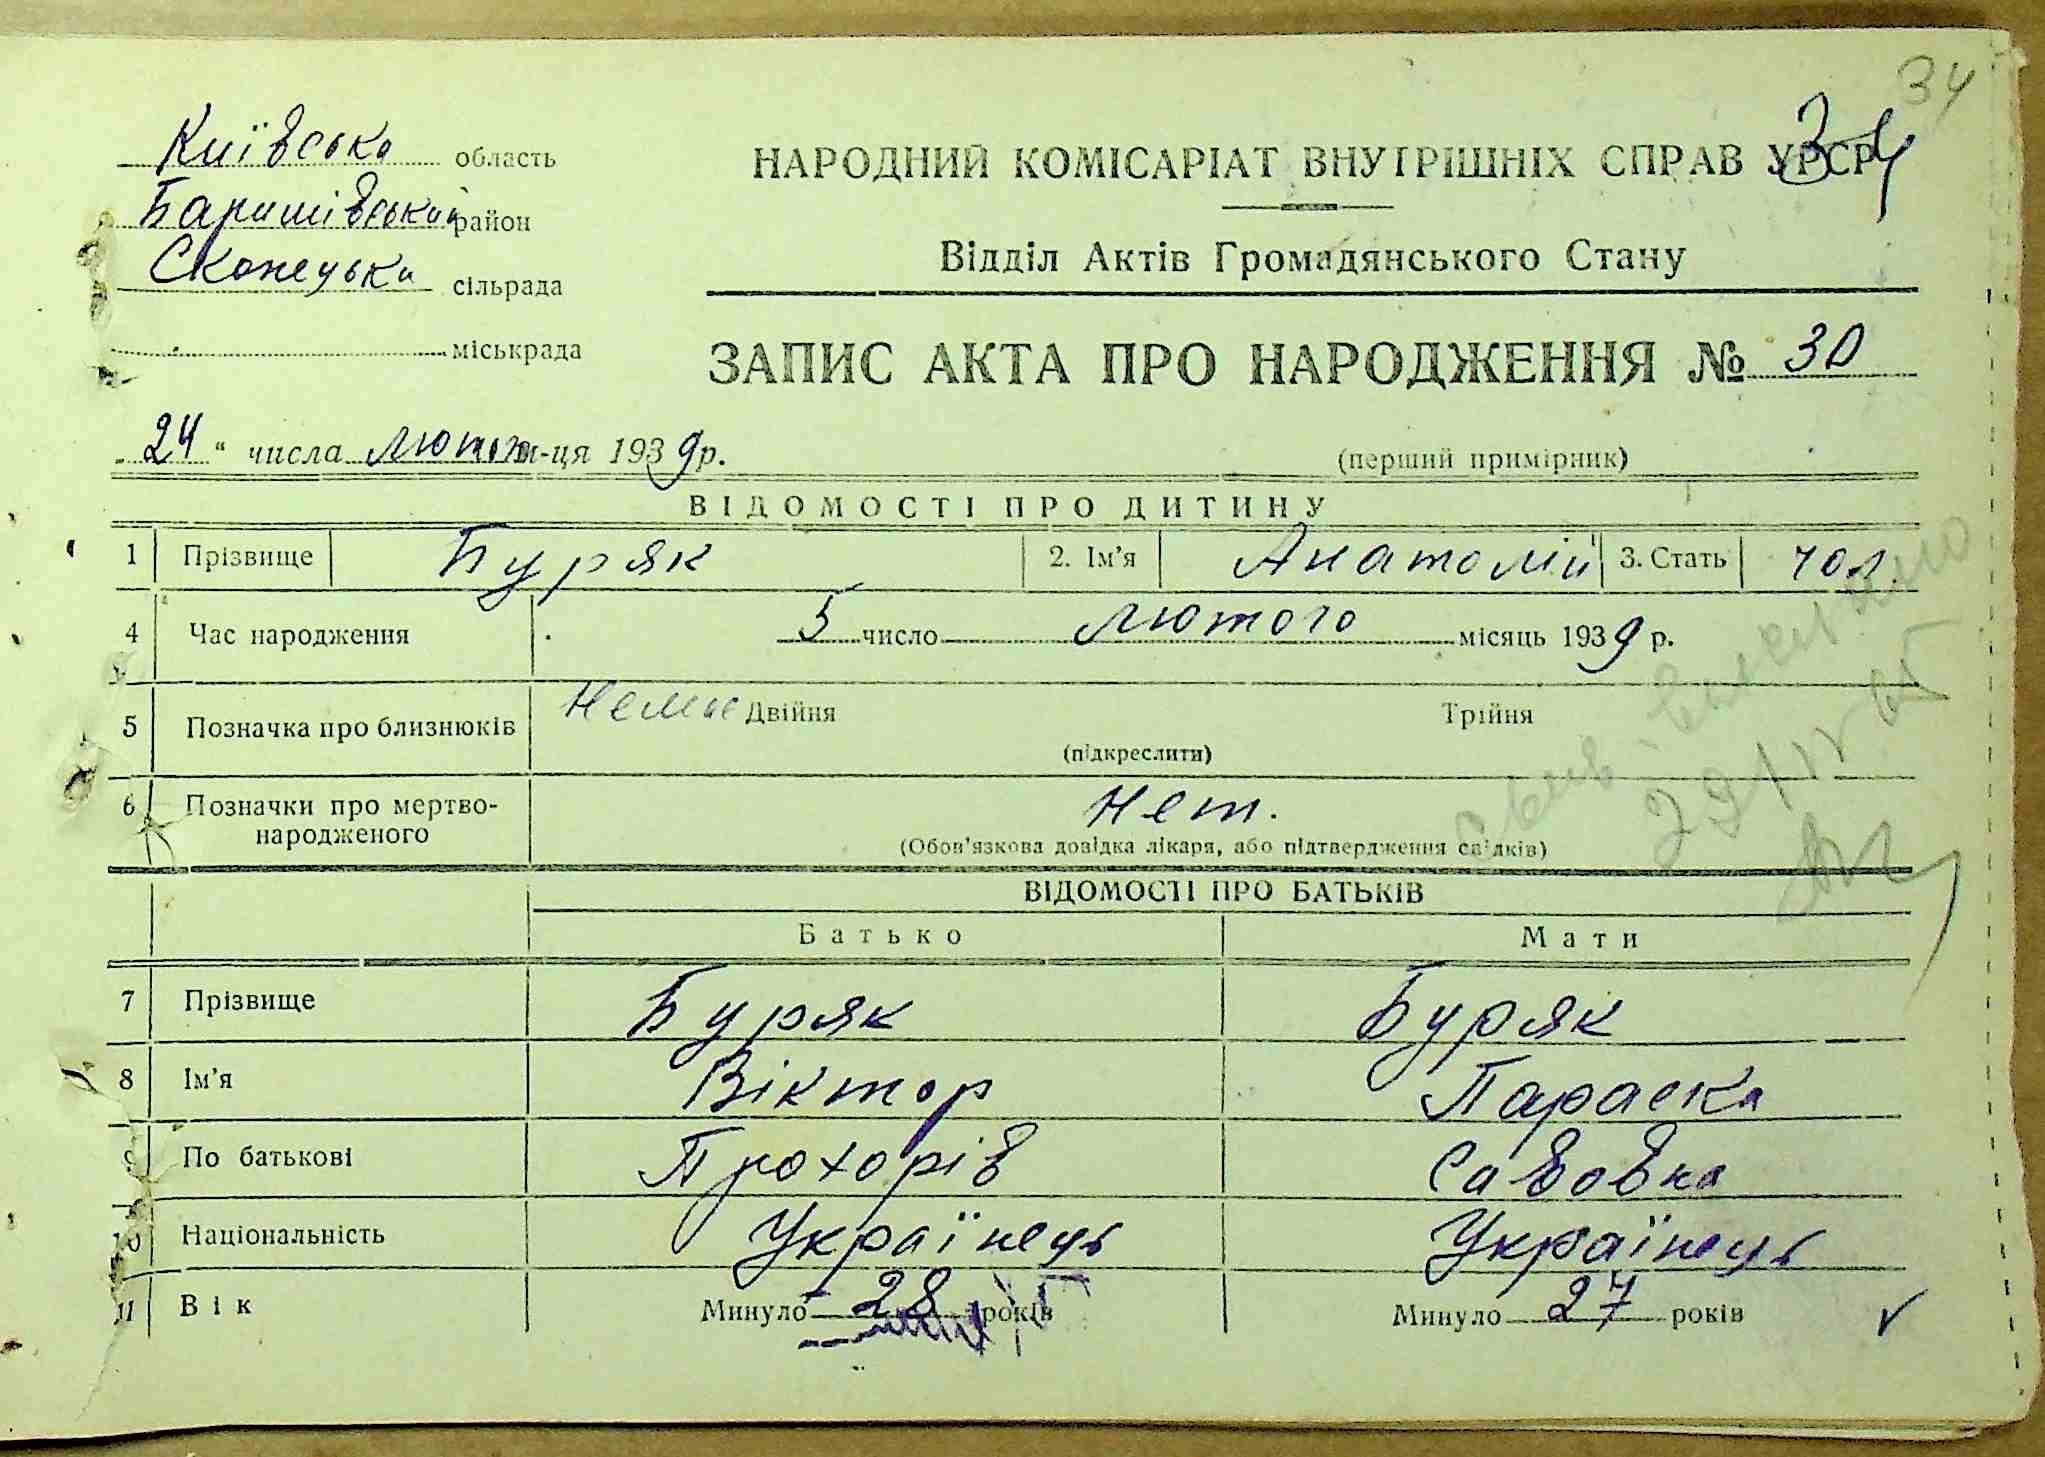 34
34
Київська область
НАРОДНИЙ КОМІСАРІАТ ВНУТРІШНІХ СПРАВ УРСР
Баришівський район
Відділ Актів Громадянського Стану
сільрада
міськрада
ЗАПИС АКТА ПРО НАРОДЖЕННЯ № 30
„24“ числа лютого м-ця 1939 р.
(перший примірник)
ВІДОМОСТІ ПРО ДИТИНУ
1 Прізвище Буряк 2. Ім'я Анатолій 3. Стать чол.
4 Час народження 5 число лютого місяць 1939 р.
5 Позначка про близнюків Немає Двійня Трійня
(підкреслити)
6 Позначки про мертвонародженого Нет.
(Обов'язкова довідка лікаря, або підтвердження свідків)
ВІДОМОСТІ ПРО БАТЬКІВ
Батько Мати
7 Прізвище Буряк Буряк
8 Ім'я Віктор Параска
9 По батькові Прохорів Савовна
10 Національність Українець Українець
11 Вік Минуло 28 років Минуло 27 років